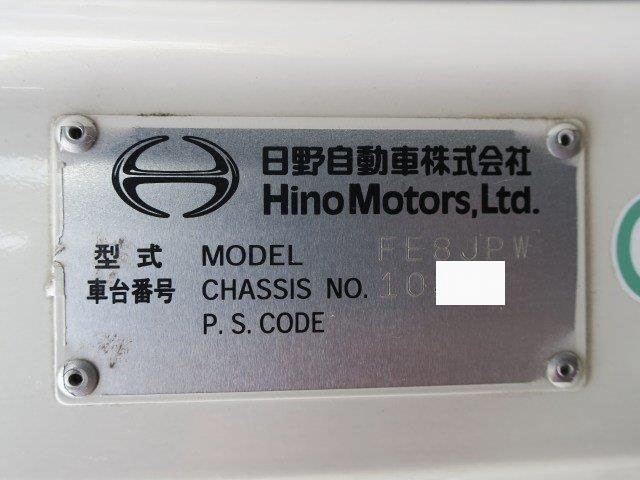 日野自動車株式会社
Hino Motors, Ltd.
型式 MODEL FE8JPW
車台番号 CHASSIS NO. 10
P. S. CODE